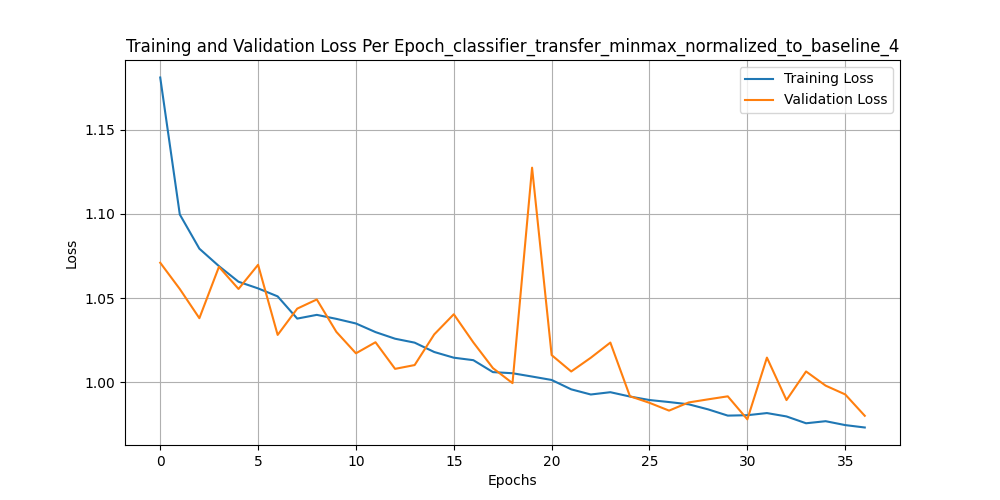 Training and Validation Loss Per Epoch_classifier_transfer_minmax_normalized_to_baseline_4
Training Loss
Validation Loss
Loss
1.15
1.10
1.05
1.00
0 5 10 15 20 25 30 35
Epochs